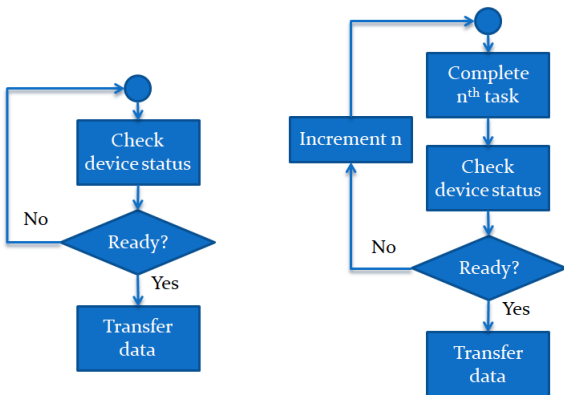 Check
device status
No
Ready?
Yes
Transfer
data
Complete
nth task
Increment n
Check
device status
No
Ready?
Yes
Transfer
data